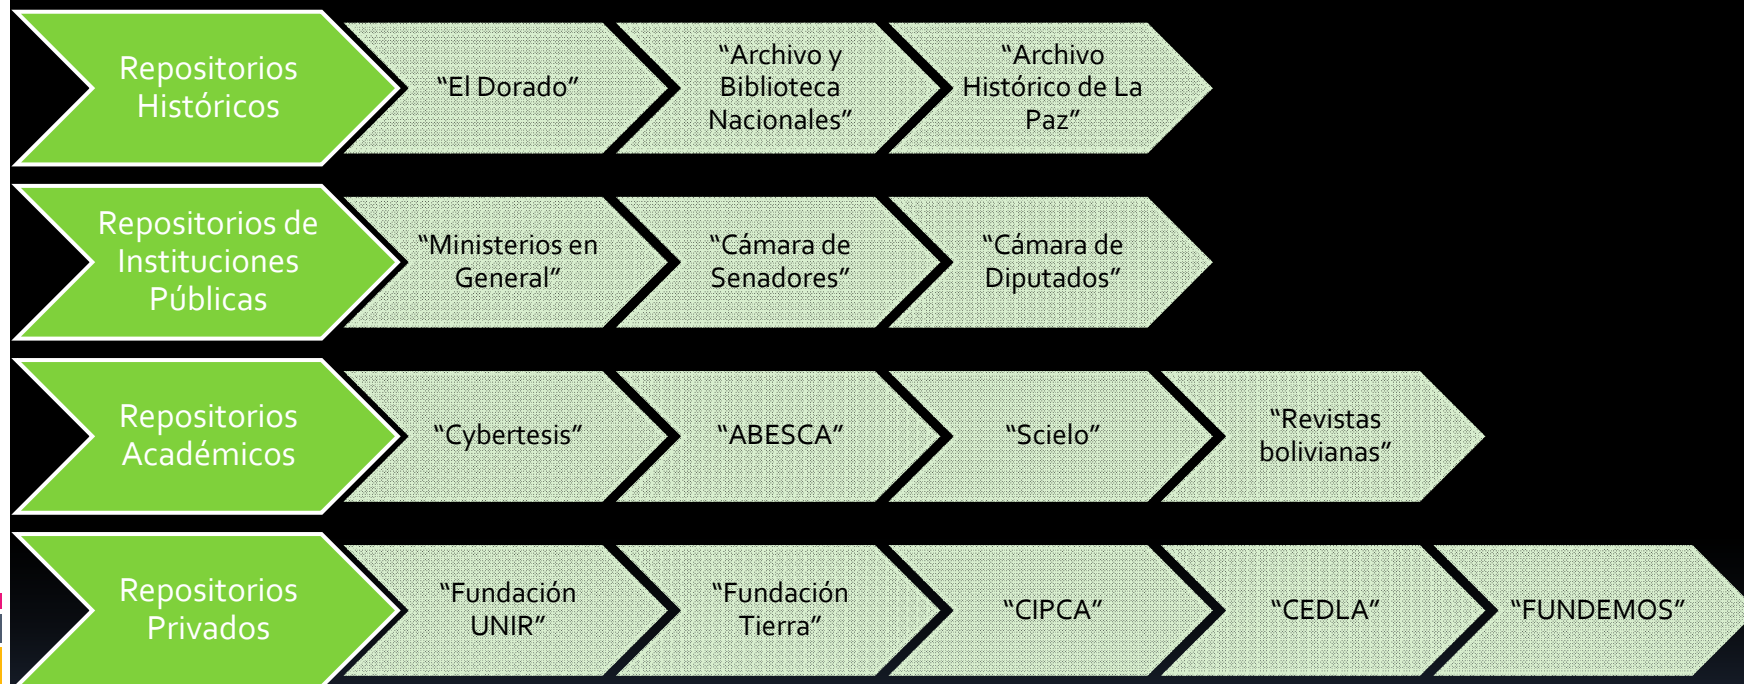 Repositorios
Históricos
“El Dorado”
“Archivo y
Biblioteca
Nacionales”
“Archivo
Histórico de La
Paz”
Repositorios de
Instituciones
Públicas
“Ministerios en
General”
“Cámara de
Senadores”
“Cámara de
Diputados”
Repositorios
Académicos
“Cybertesis”
“ABESCA”
“Scielo”
“Revistas
bolivianas”
Repositorios
Privados
“Fundación
UNIR”
“Fundación
Tierra”
“CIPCA”
“CEDLA”
“FUNDEMOS”